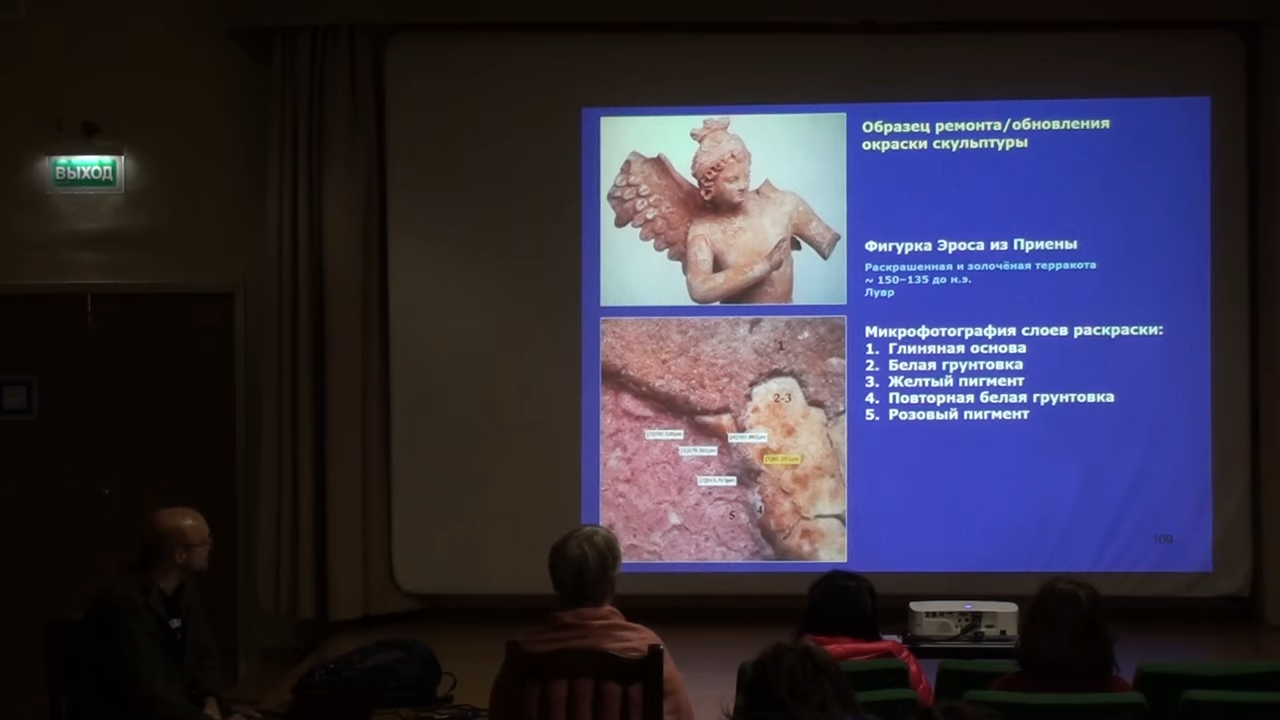 ВЫХОД
Образец ремонта/обновления
окраски скульптуры
Фигурка Эроса из Приены
Раскрашенная и золочёная терракота
~ 150–135 до н.э.
Лувр
Микрофотография слоев раскраски:
1. Глиняная основа
2. Белая грунтовка
3. Желтый пигмент
4. Повторная белая грунтовка
5. Розовый пигмент
1
2-3
5
4
109